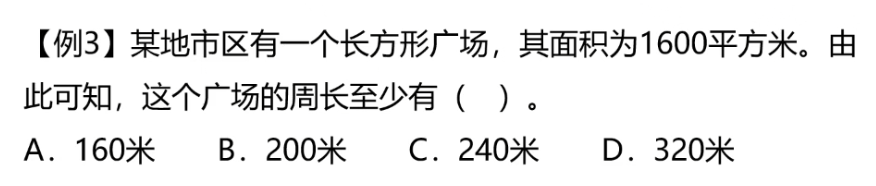 【例3】某地市区有一个长方形广场，其面积为1600平方米。由
此可知，这个广场的周长至少有（ ）。
A．160米 B．200米 C．240米 D．320米